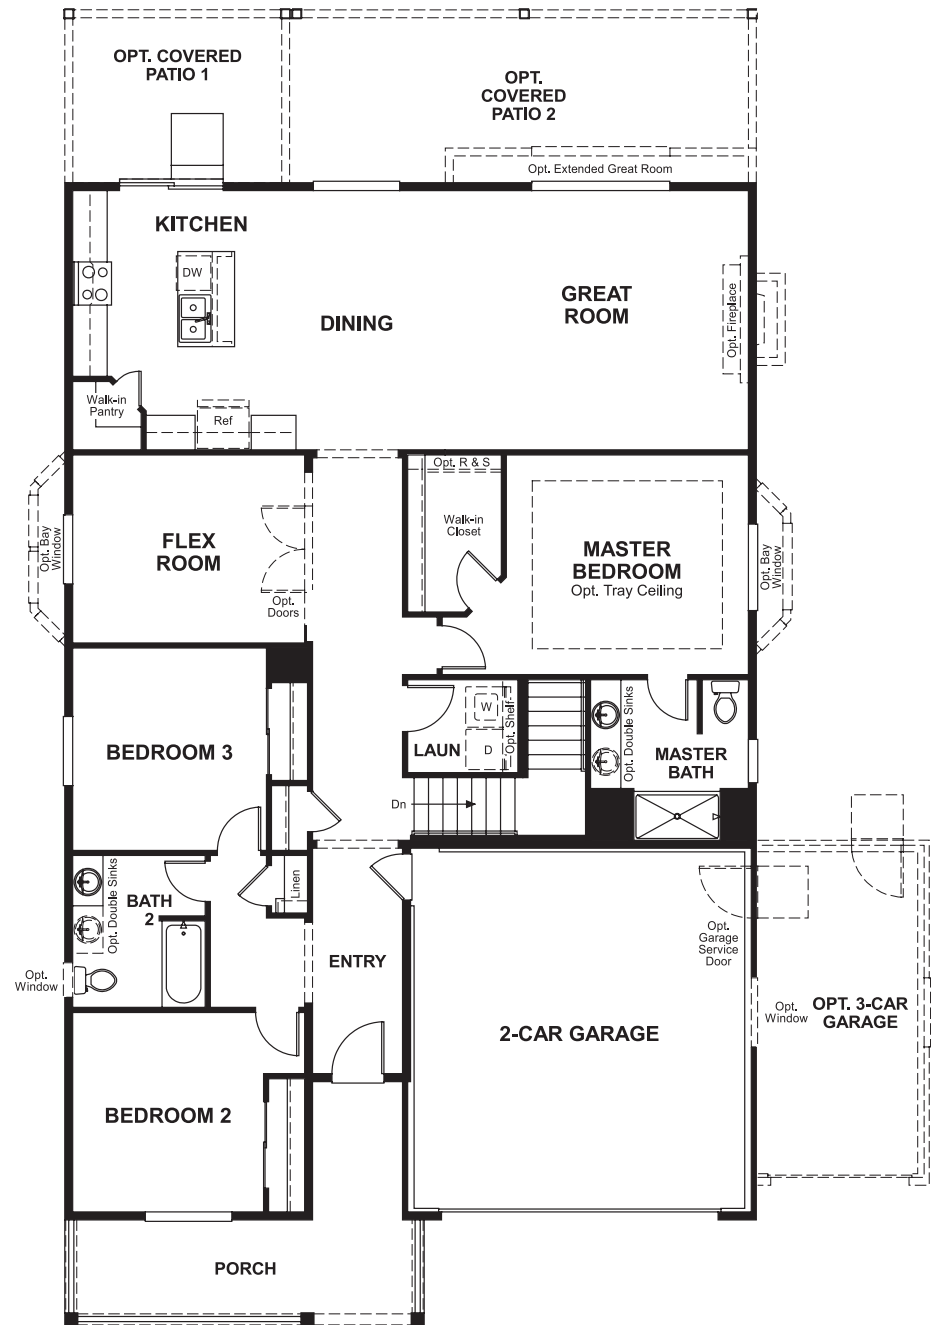 OPT. COVERED
PATIO 1
OPT.
COVERED
PATIO 2
Opt. Extended Great Room
KITCHEN
DW
DINING
GREAT
ROOM
Opt. Fireplace
Walk-in
Pantry
Ref
Opt. R & S
Opt. Bay
Window
FLEX
ROOM
Opt.
Doors
Walk-in
Closet
MASTER
BEDROOM
Opt. Tray Ceiling
Opt. Bay
Window
BEDROOM 3
LAUN
W
D
Opt. Shelf
Opt. Double Sinks
MASTER
BATH
Dn
Opt. Double Sinks
BATH
2
Linen
Opt.
Window
ENTRY
Opt.
Garage
Service
Door
2-CAR GARAGE
Opt.
Window
OPT. 3-CAR
GARAGE
BEDROOM 2
PORCH